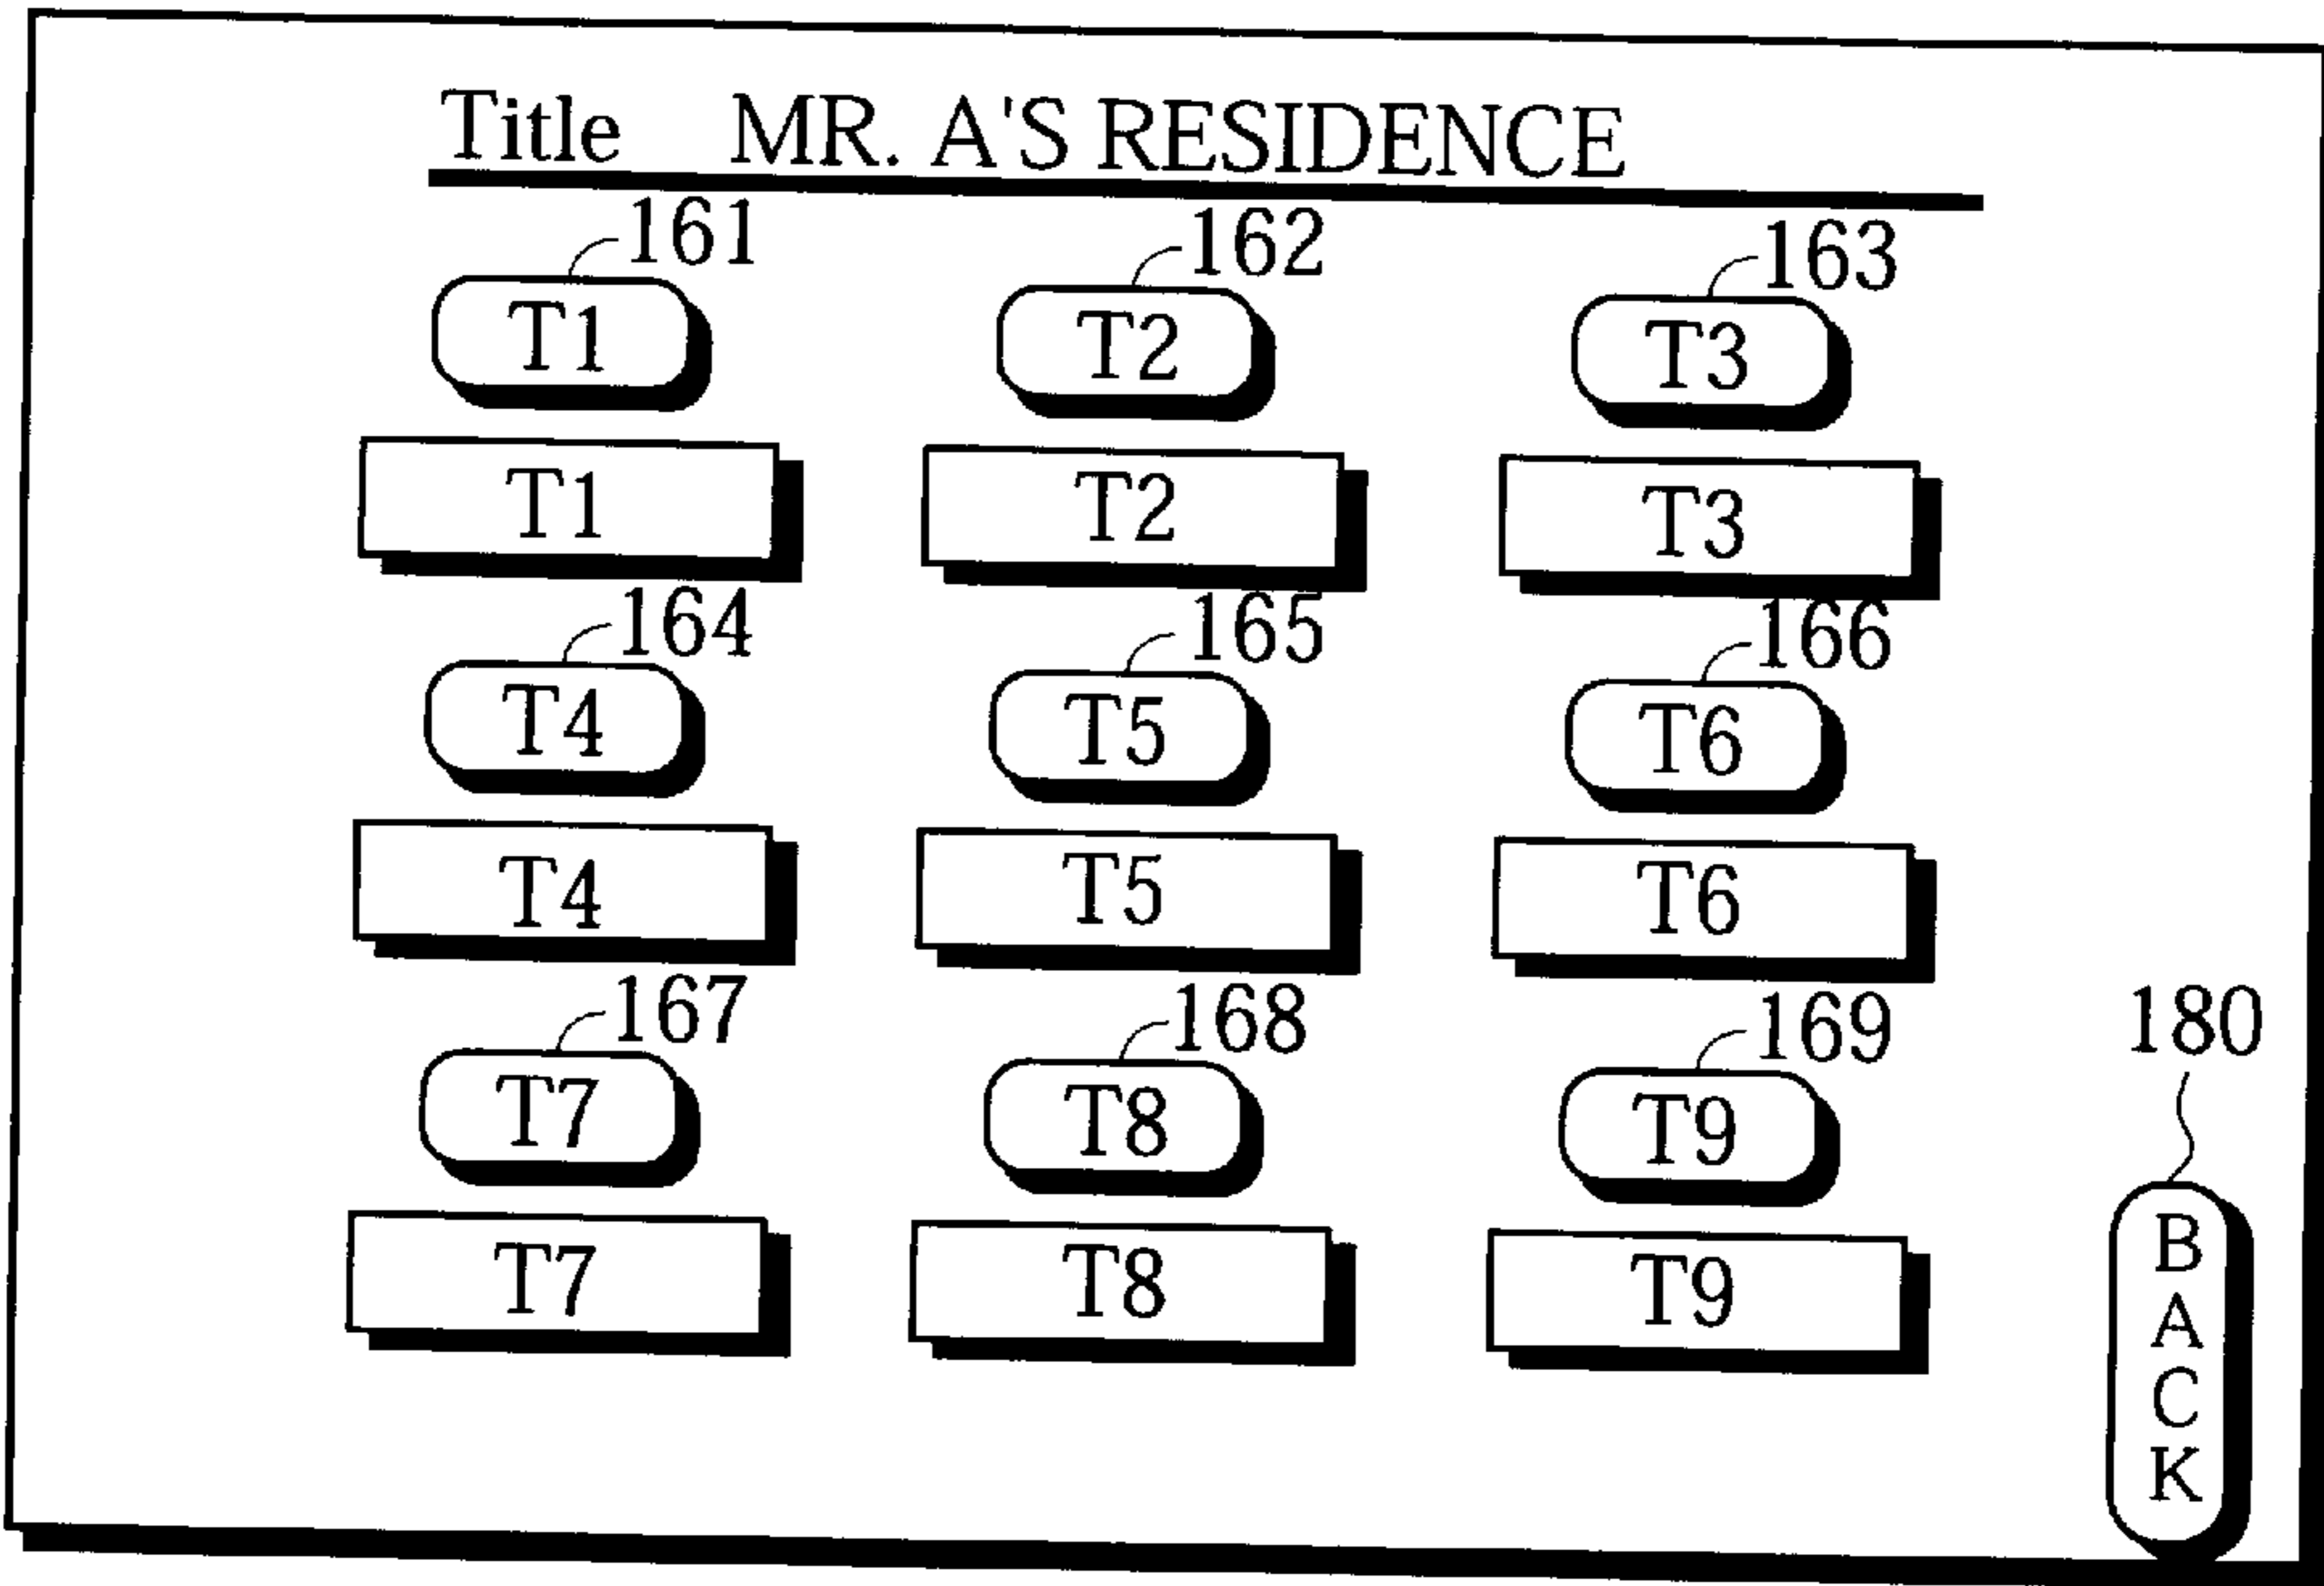 Title MR. A'S RESIDENCE
161 162 163
T1 T2 T3
T1 T2 T3
164 165 166
T4 T5 T6
T4 T5 T6
167 168 169
T7 T8 T9
T7 T8 T9
180
BACK